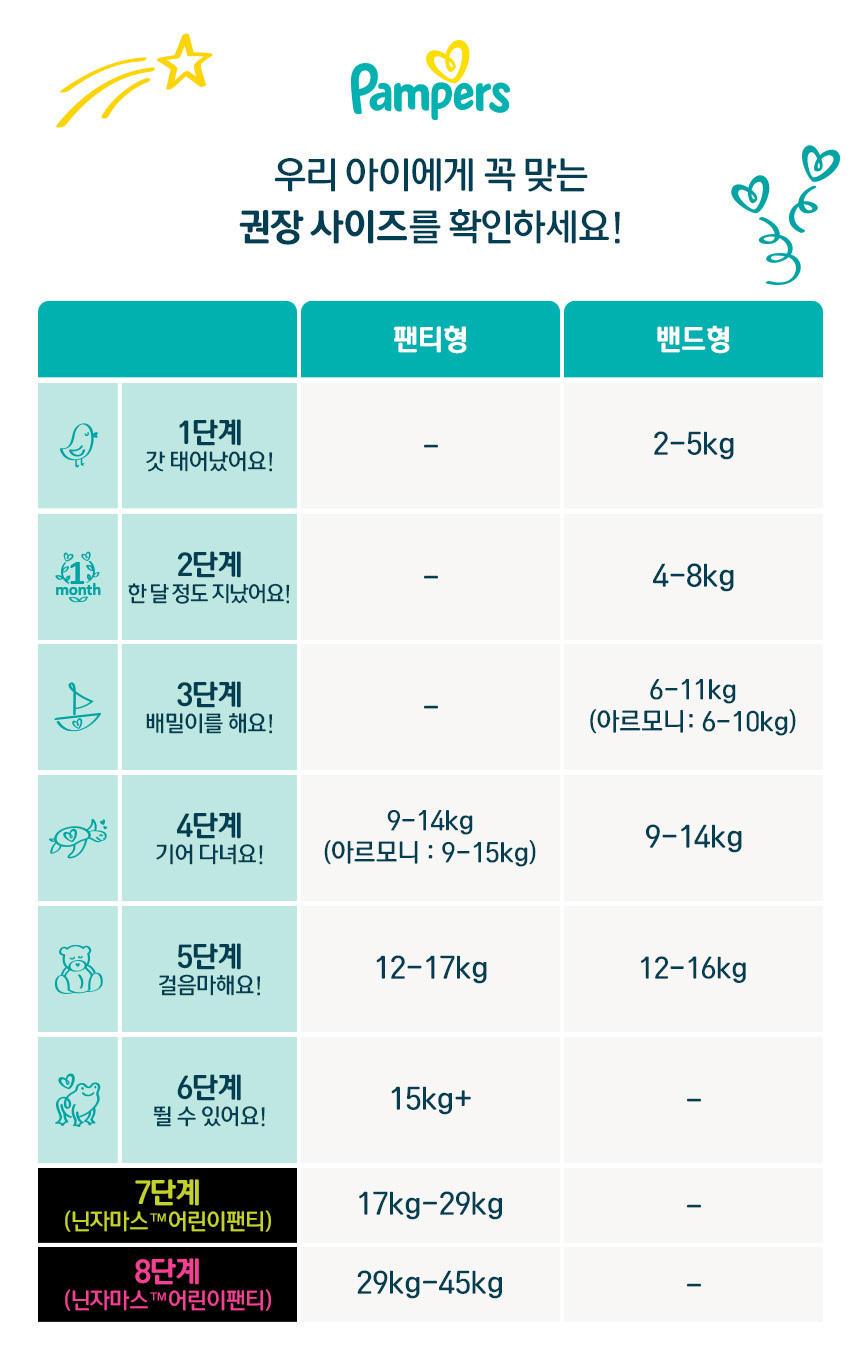 Pampers
우리 아이에게 꼭 맞는
권장 사이즈를 확인하세요!
팬티형 밴드형
1단계
갓 태어났어요!
–
2–5kg
1
month
2단계
한 달 정도 지났어요!
–
4–8kg
3단계
배밀이를 해요!
–
6–11kg
(아르모니: 6–10kg)
4단계
기어 다녀요!
9–14kg
(아르모니 : 9–15kg)
9–14kg
5단계
걸음마해요!
12–17kg
12–16kg
6단계
뛸 수 있어요!
15kg+
–
7단계
(닌자마스™어린이팬티)
17kg–29kg
–
8단계
(닌자마스™어린이팬티)
29kg–45kg
–